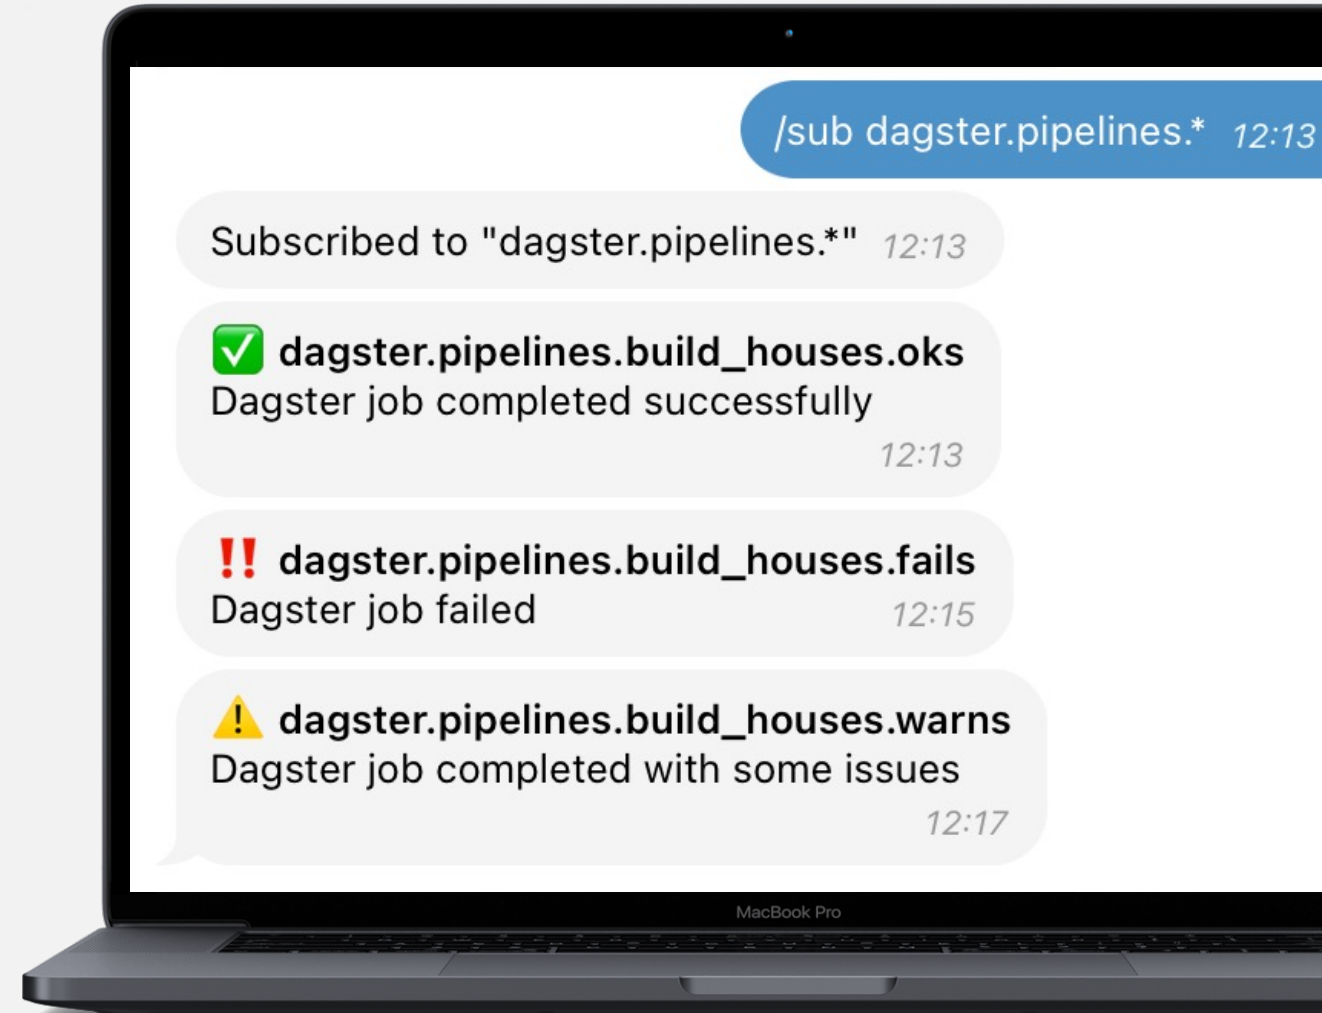 /sub dagster.pipelines.* 12:13
Subscribed to "dagster.pipelines.*" 12:13
✅ dagster.pipelines.build_houses.oks
Dagster job completed successfully
12:13
‼️ dagster.pipelines.build_houses.fails
Dagster job failed 12:15
⚠️ dagster.pipelines.build_houses.warns
Dagster job completed with some issues
12:17
MacBook Pro